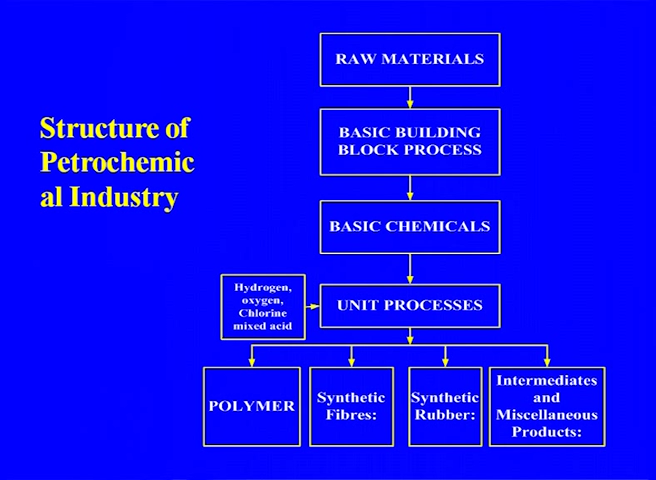 Structure of
Petrochemic
al Industry
RAW MATERIALS
BASIC BUILDING
BLOCK PROCESS
BASIC CHEMICALS
Hydrogen,
oxygen,
Chlorine
mixed acid
UNIT PROCESSES
POLYMER
Synthetic
Fibres:
Synthetic
Rubber:
Intermediates
and
Miscellaneous
Products: